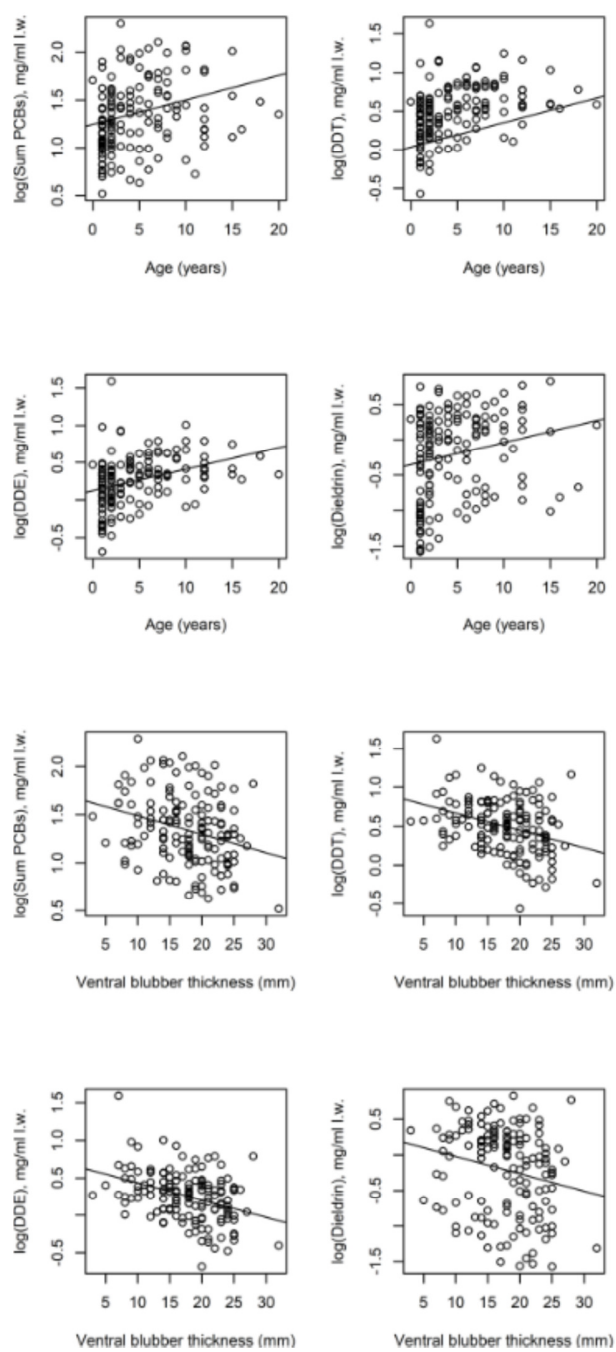 log(Sum PCBs), mg/ml l.w.
2.0
1.5
1.0
0.5
0 5 10 15 20
Age (years)
log(DDT), mg/ml l.w.
1.5
1.0
0.5
0.0
-0.5
0 5 10 15 20
Age (years)
log(DDE), mg/ml l.w.
1.5
1.0
0.5
-0.5
0 5 10 15 20
Age (years)
log(Dieldrin), mg/ml l.w.
0.5
-0.5
-1.5
0 5 10 15 20
Age (years)
log(Sum PCBs), mg/ml l.w.
2.0
1.5
1.0
0.5
5 10 15 20 25 30
Ventral blubber thickness (mm)
log(DDT), mg/ml l.w.
1.5
1.0
0.5
0.0
-0.5
5 10 15 20 25 30
Ventral blubber thickness (mm)
log(DDE), mg/ml l.w.
1.5
1.0
0.5
-0.5
5 10 15 20 25 30
Ventral blubber thickness (mm)
log(Dieldrin), mg/ml l.w.
0.5
-0.5
-1.5
5 10 15 20 25 30
Ventral blubber thickness (mm)